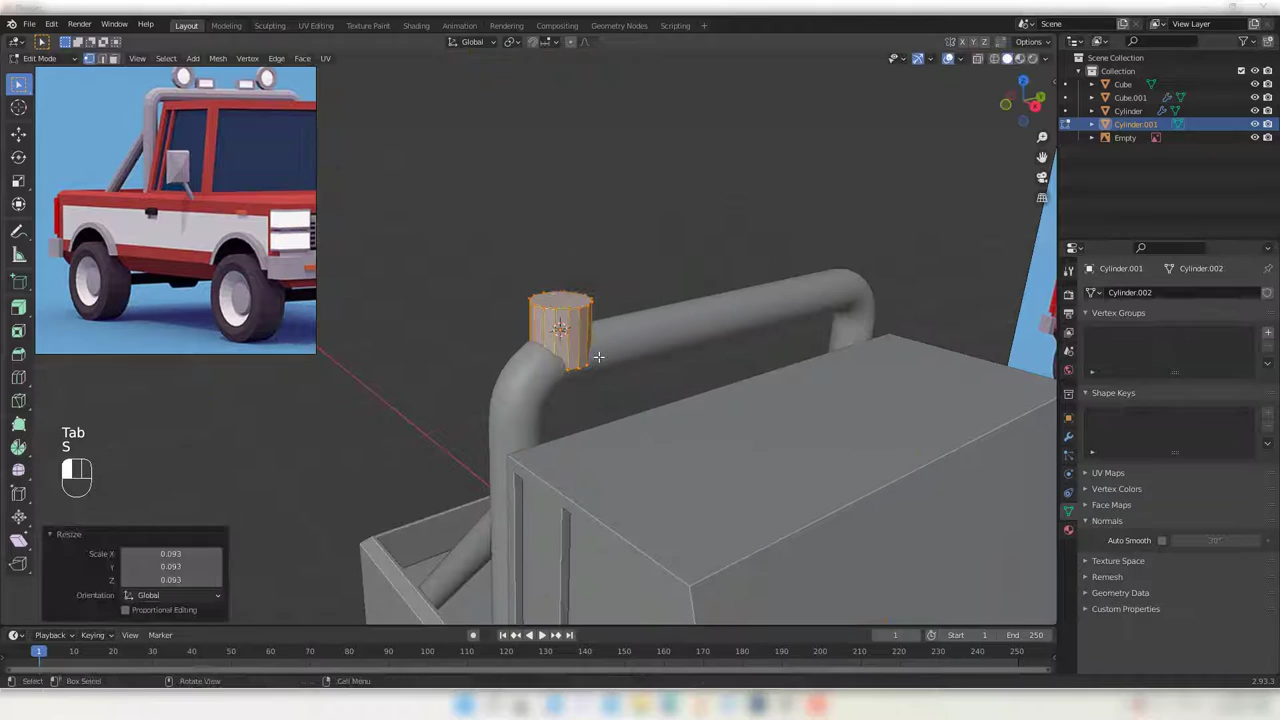 File Edit Render Window Help Layout Modeling Sculpting UV Editing Texture Paint Shading Animation Rendering Compositing Geometry Nodes Scripting + Scene View Layer
Global X Y Z Options
Edit Mode View Select Add Mesh Vertex Edge Face UV
Scene Collection
Collection
Cube
Cube.001
Cylinder
Cylinder.001
Empty
Cylinder.001 Cylinder.002
Cylinder.002
Vertex Groups
Shape Keys
UV Maps
Vertex Colors
Face Maps
Normals
Auto Smooth 30°
Texture Space
Remesh
Geometry Data
Custom Properties
Tab
S
Resize
Scale X 0.093
Y 0.093
Z 0.093
Orientation Global
Proportional Editing
Playback Keying View Marker 1 Start 1 End 250
1 10 20 30 40 50 60 70 80 90 100 110 120 130 140 150 160 170 180 190 200 210 220 230 240 250
Select Box Select Rotate View Call Menu 2.93.3